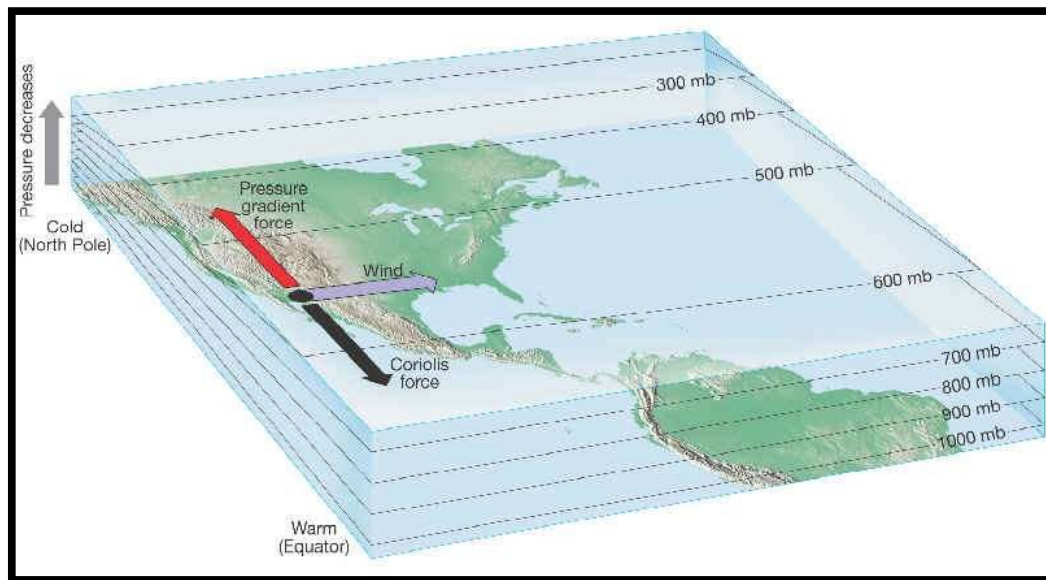 Pressure decreases
Cold
(North Pole)
Pressure
gradient
force
Wind
Coriolis
force
Warm
(Equator)
300 mb
400 mb
500 mb
600 mb
700 mb
800 mb
900 mb
1000 mb